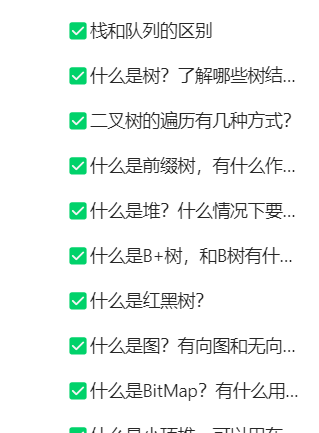 栈和队列的区别
什么是树？了解哪些树结...
二叉树的遍历有几种方式？
什么是前缀树，有什么作...
什么是堆？什么情况下要...
什么是B+树，和B树有什...
什么是红黑树？
什么是图？有向图和无向...
什么是BitMap？有什么用...